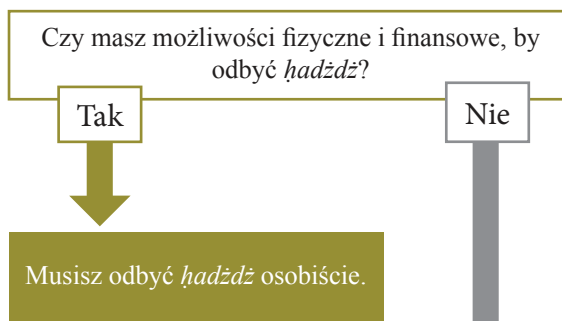 Czy masz możliwości fizyczne i finansowe, by
odbyć ḥadżdż?
Tak
Nie
Musisz odbyć ḥadżdż osobiście.